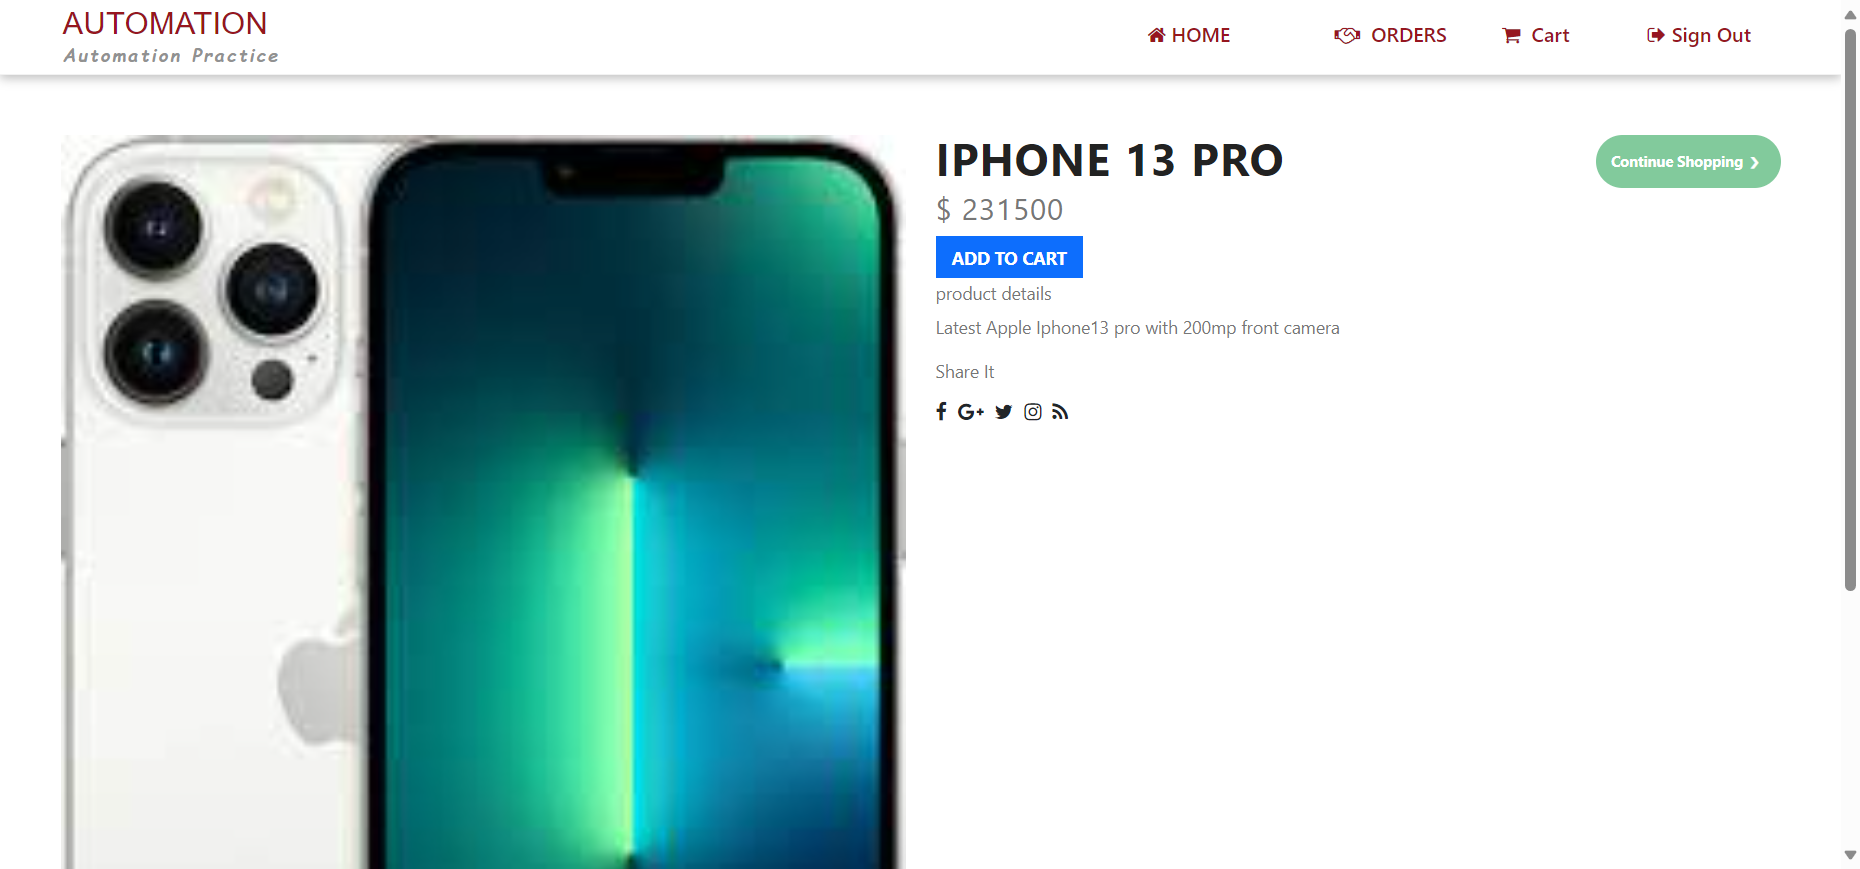 AUTOMATION
Automation Practice
HOME
ORDERS
Cart
Sign Out
IPHONE 13 PRO
Continue Shopping
$ 231500
ADD TO CART
product details
Latest Apple Iphone13 pro with 200mp front camera
Share It